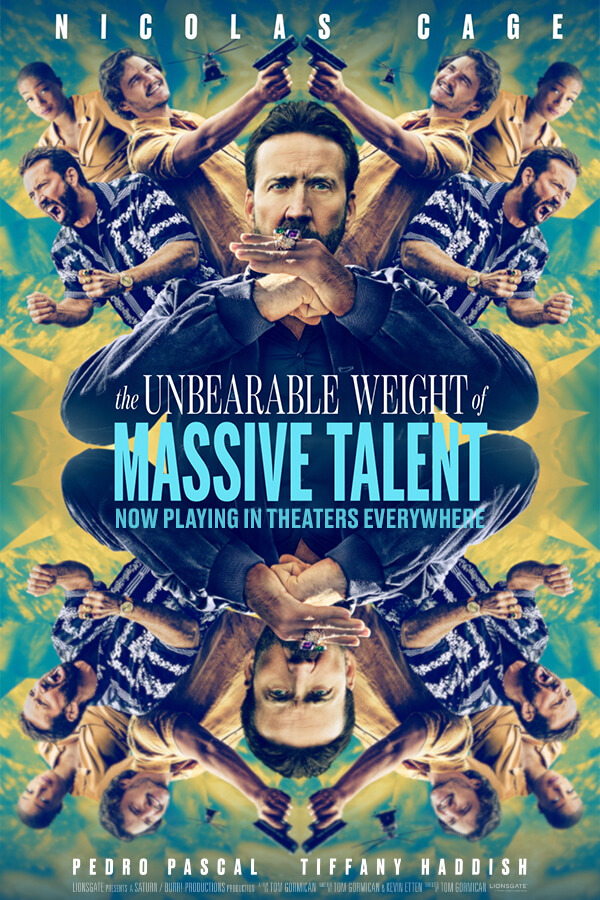 NICOLAS CAGE
the UNBEARABLE WEIGHT of
MASSIVE TALENT
NOW PLAYING IN THEATERS EVERYWHERE
PEDRO PASCAL TIFFANY HADDISH
LIONSGATE PRESENTS A SATURN / BURRI PRODUCTIONS PRODUCTION TOM GORMICAN TOM GORMICAN & KEVIN ETTEN TOM GORMICAN LIONSGATE